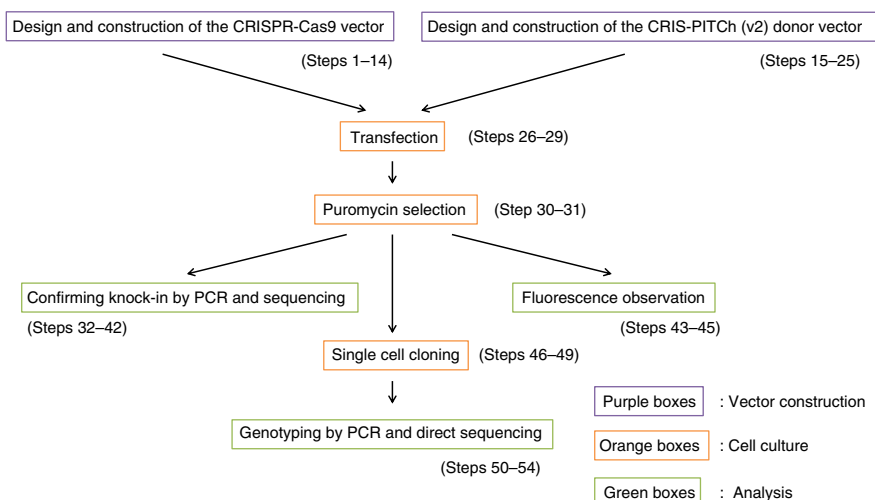 Design and construction of the CRISPR-Cas9 vector
Design and construction of the CRIS-PITCh (v2) donor vector
(Steps 1–14)
(Steps 15–25)
Transfection
(Steps 26–29)
Puromycin selection
(Step 30–31)
Confirming knock-in by PCR and sequencing
Fluorescence observation
(Steps 32–42)
(Steps 43–45)
Single cell cloning
(Steps 46–49)
Genotyping by PCR and direct sequencing
(Steps 50–54)
Purple boxes : Vector construction
Orange boxes : Cell culture
Green boxes : Analysis